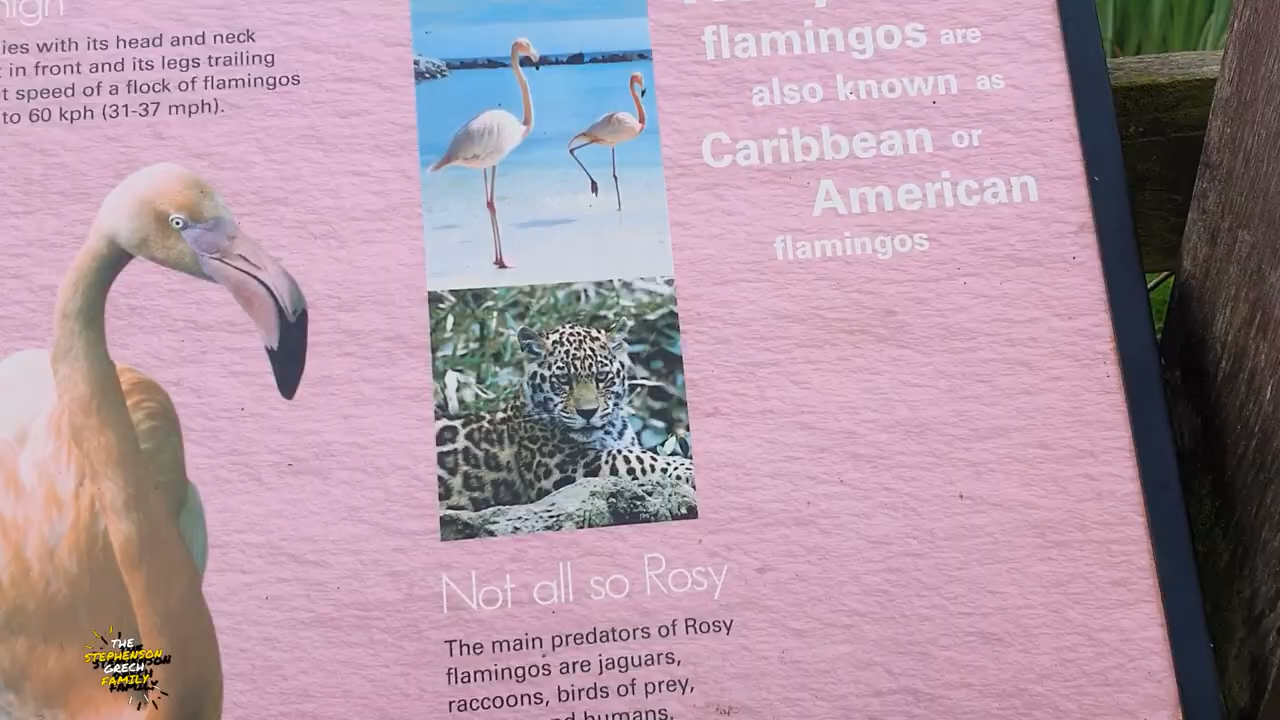 ies with its head and neck
in front and its legs trailing
t speed of a flock of flamingos
to 60 kph (31-37 mph).
flamingos are
also known as
Caribbean or
American
flamingos
Not all so Rosy
The main predators of Rosy
flamingos are jaguars,
raccoons, birds of prey,
humans.
THE
STEPHENSON
GRECH
FAMILY